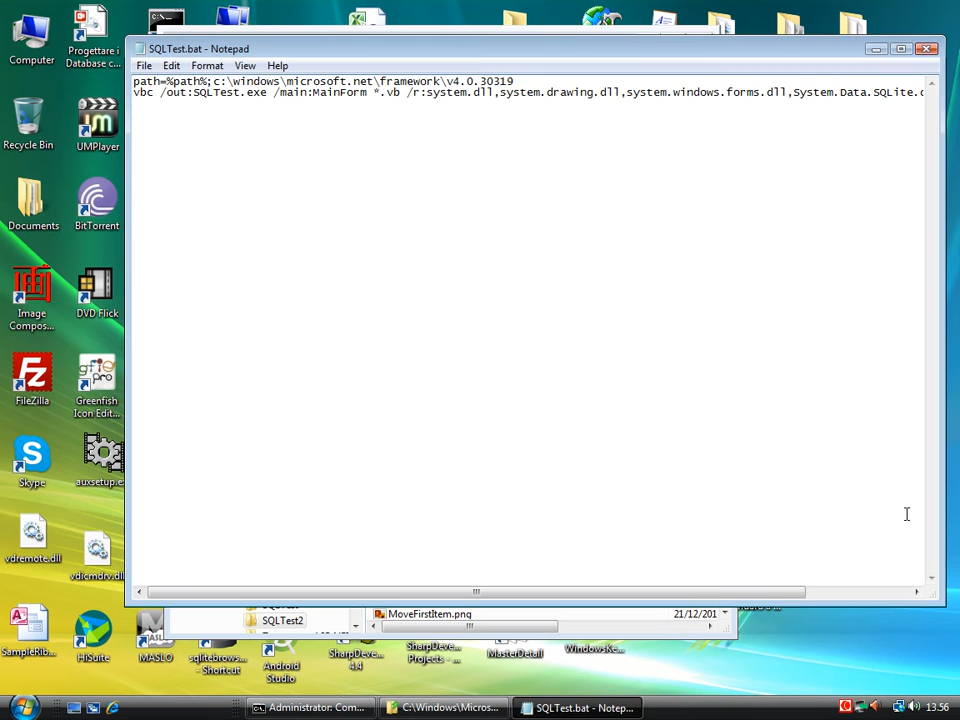 Computer
Progettare i
Database c...
SQLTest.bat - Notepad
File Edit Format View Help
path=%path%;c:\windows\microsoft.net\framework\v4.0.30319
vbc /out:SQLTest.exe /main:MainForm *.vb /r:system.dll,system.drawing.dll,system.windows.forms.dll,System.Data.SQLite.
Recycle Bin
UMPlayer
Documents
BitTorrent
Image
Compos...
DVD Flick
FileZilla
Greenfish
Icon Edit...
Skype
auxsetup.e
vdremote.dll
vdicmdrv.dll
SQLTest2
MoveFirstItem.png
21/12/201
SampleRib...
HiSuite
MASLO
sqlitebrows...
- Shortcut
Android
Studio
SharpDeve...
4.4
SharpDeve...
Projects - ...
MasterDetail
WindowsKe...
Administrator: Com...
C:\Windows\Micros...
SQLTest.bat - Notep...
13.56